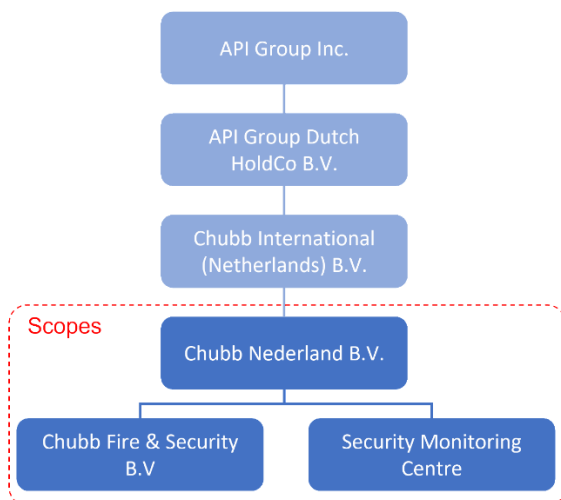 API Group Inc.
API Group Dutch
HoldCo B.V.
Chubb International
(Netherlands) B.V.
Scopes
Chubb Nederland B.V.
Chubb Fire & Security
B.V
Security Monitoring
Centre